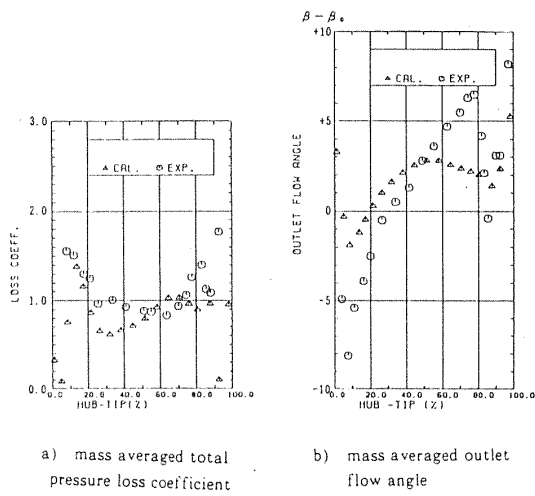 β-β₀
+10
△ CAL. ○ EXP.
+5
0
-5
-10
OUTLET FLOW ANGLE
0.0 20.0 40.0 60.0 80.0 100.0
HUB -TIP (%)
3.0
△ CAL. ○ EXP.
2.0
1.0
0.0
LOSS COEFF.
0.0 20.0 40.0 60.0 80.0 100.0
HUB-TIP(%)
a) mass averaged total
pressure loss coefficient
b) mass averaged outlet
flow angle